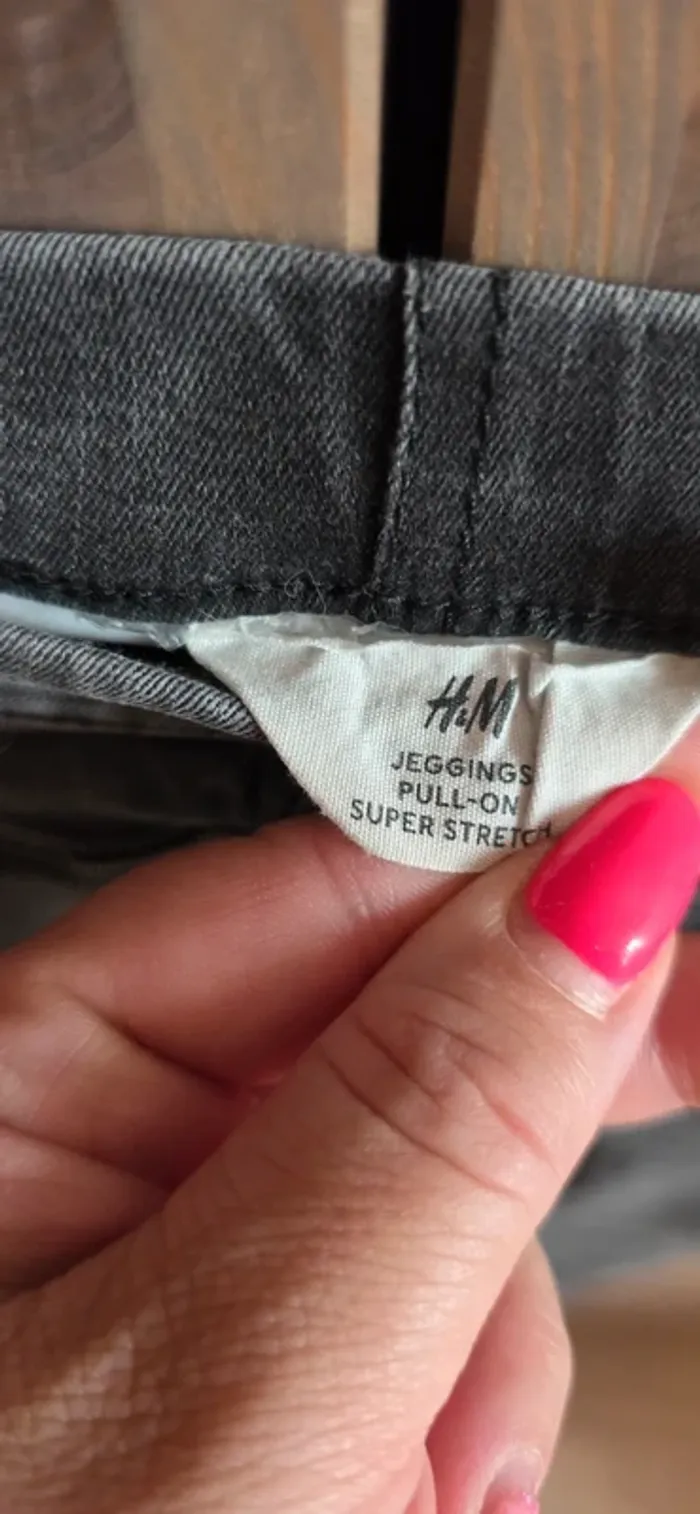 H&M
JEGGINGS
PULL-ON
SUPER STRETCH